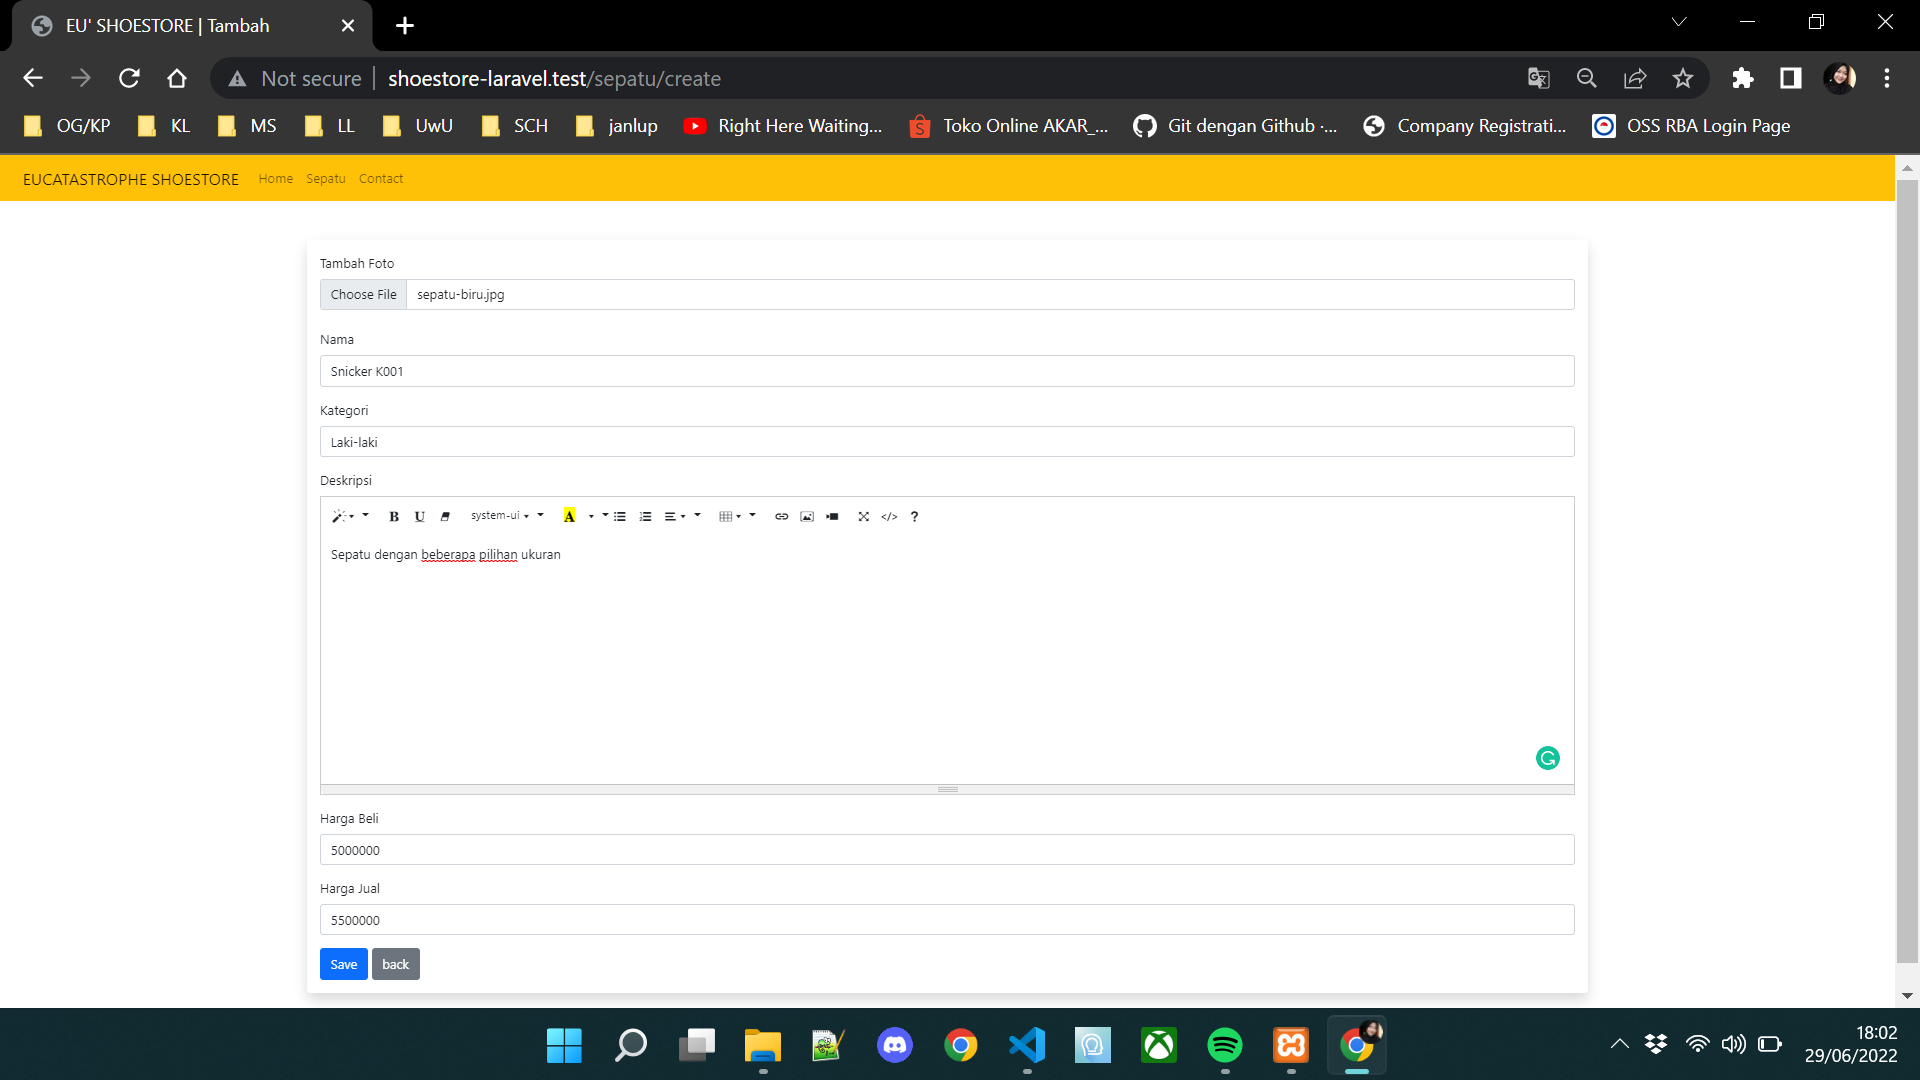 EU' SHOESTORE | Tambah
Not secure shoestore-laravel.test/sepatu/create
OG/KP KL MS LL UwU SCH janlup Right Here Waiting... Toko Online AKAR_... Git dengan Github ·... Company Registrati... OSS RBA Login Page
EUCATASTROPHE SHOESTORE Home Sepatu Contact
Tambah Foto
Choose File sepatu-biru.jpg
Nama
Snicker K001
Kategori
Laki-laki
Deskripsi
B U system-ui A </> ?
Sepatu dengan beberapa pilihan ukuran
Harga Beli
5000000
Harga Jual
5500000
Save back
18:02
29/06/2022